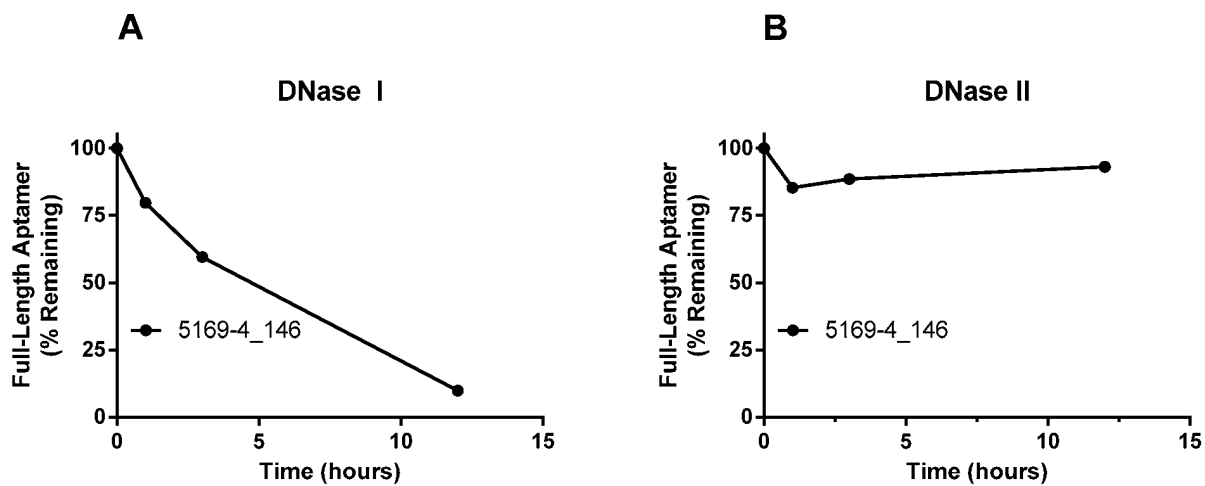 A
DNase I
Full-Length Aptamer
(% Remaining)
100
75
50
25
0
5169-4_146
0 5 10 15
Time (hours)
B
DNase II
Full-Length Aptamer
(% Remaining)
100
75
50
25
0
5169-4_146
0 5 10 15
Time (hours)